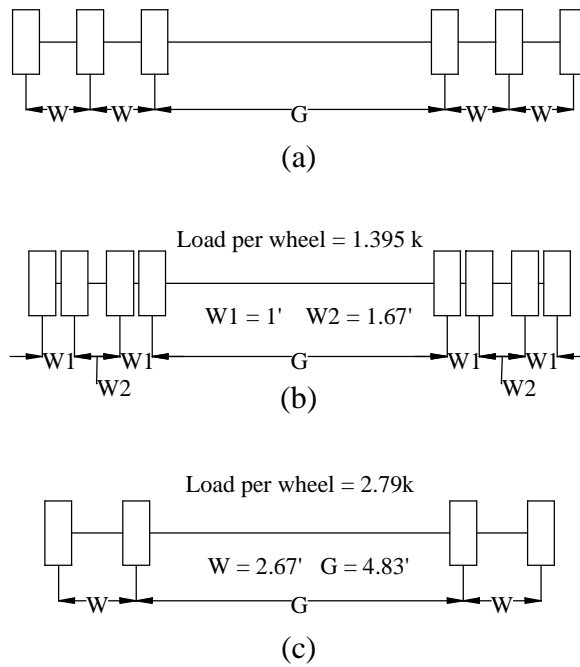 W W G W W
(a)
Load per wheel = 1.395 k
W1 = 1' W2 = 1.67'
W1 W1 G W1 W1
W2 W2
(b)
Load per wheel = 2.79k
W = 2.67' G = 4.83'
W G W
(c)